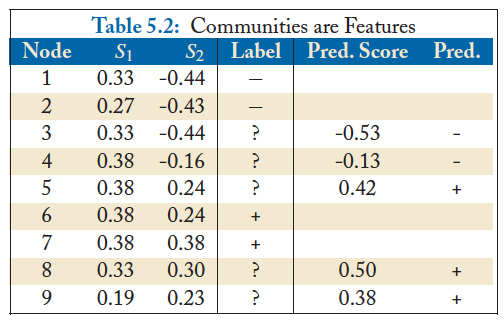 Table 5.2: Communities are Features
Node S1 S2 Label Pred. Score Pred.
1 0.33 -0.44 –
2 0.27 -0.43 –
3 0.33 -0.44 ? -0.53 -
4 0.38 -0.16 ? -0.13 -
5 0.38 0.24 ? 0.42 +
6 0.38 0.24 +
7 0.38 0.38 +
8 0.33 0.30 ? 0.50 +
9 0.19 0.23 ? 0.38 +